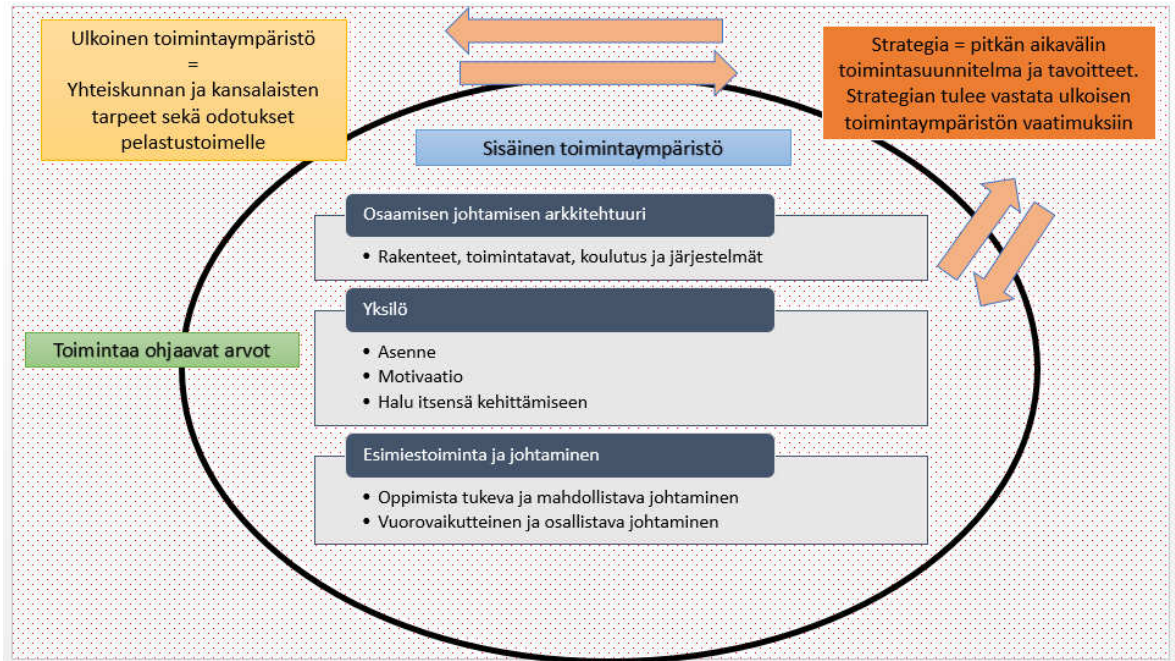 Ulkoinen toimintaympäristö
=
Yhteiskunnan ja kansalaisten
tarpeet sekä odotukset
pelastustoimelle
Strategia = pitkän aikavälin
toimintasuunnitelma ja tavoitteet.
Strategian tulee vastata ulkoisen
toimintaympäristön vaatimuksiin
Sisäinen toimintaympäristö
Osaamisen johtamisen arkkitehtuuri
• Rakenteet, toimintatavat, koulutus ja järjestelmät
Yksilö
• Asenne
• Motivaatio
• Halu itsensä kehittämiseen
Toimintaa ohjaavat arvot
Esimiestoiminta ja johtaminen
• Oppimista tukeva ja mahdollistava johtaminen
• Vuorovaikutteinen ja osallistava johtaminen